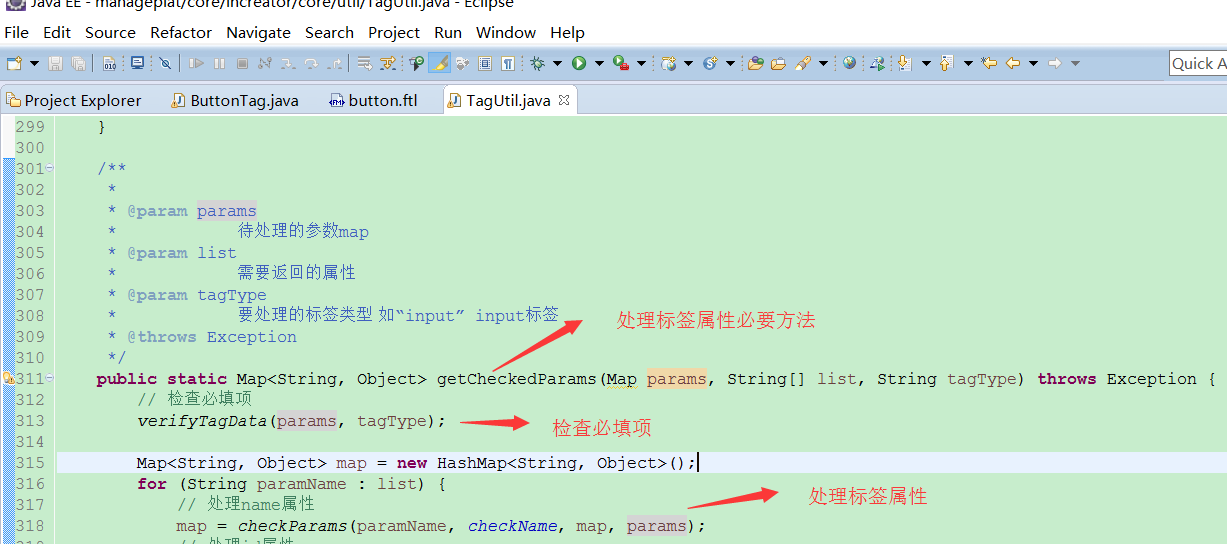 Java EE - manageplat/core/increator/core/util/TagUtil.java - Eclipse
File Edit Source Refactor Navigate Search Project Run Window Help
Quick A
Project Explorer ButtonTag.java button.ftl TagUtil.java
299 }
300
301 /**
302 *
303 * @param params
304 * 待处理的参数map
305 * @param list
306 * 需要返回的属性
307 * @param tagType
308 * 要处理的标签类型 如“input” input标签
处理标签属性必要方法
309 * @throws Exception
310 */
311 public static Map<String, Object> getCheckedParams(Map params, String[] list, String tagType) throws Exception {
312 // 检查必填项
313 verifyTagData(params, tagType);
检查必填项
314
315 Map<String, Object> map = new HashMap<String, Object>();
316 for (String paramName : list) {
317 // 处理name属性
处理标签属性
318 map = checkParams(paramName, checkName, map, params);
319 // 处理id属性